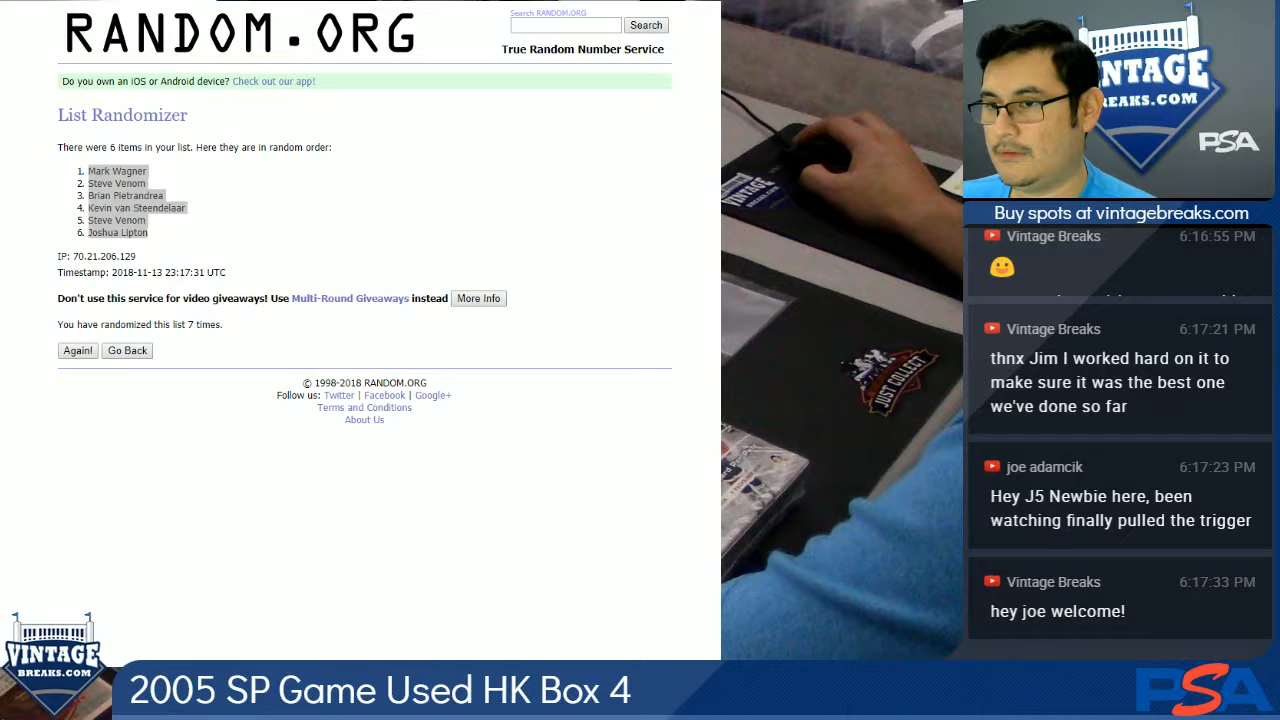 RANDOM.ORG
Search RANDOM.ORG
Search
True Random Number Service
Do you own an iOS or Android device? Check out our app!
List Randomizer
There were 6 items in your list. Here they are in random order:
1. Mark Wagner
2. Steve Venom
3. Brian Pietrandrea
4. Kevin van Steendelaar
5. Steve Venom
6. Joshua Lipton
IP: 70.21.206.129
Timestamp: 2018-11-13 23:17:31 UTC
Don't use this service for video giveaways! Use Multi-Round Giveaways instead More Info
You have randomized this list 7 times.
Again! Go Back
© 1998-2018 RANDOM.ORG
Follow us: Twitter | Facebook | Google+
Terms and Conditions
About Us
VINTAGE
JUST COLLECT
VINTAGE
BREAKS.COM
PSA
Buy spots at vintagebreaks.com
Vintage Breaks 6:16:55 PM
Vintage Breaks 6:17:21 PM
thnx Jim I worked hard on it to
make sure it was the best one
we've done so far
joe adamcik 6:17:23 PM
Hey J5 Newbie here, been
watching finally pulled the trigger
Vintage Breaks 6:17:33 PM
hey joe welcome!
VINTAGE
BREAKS.COM
2005 SP Game Used HK Box 4
PSA